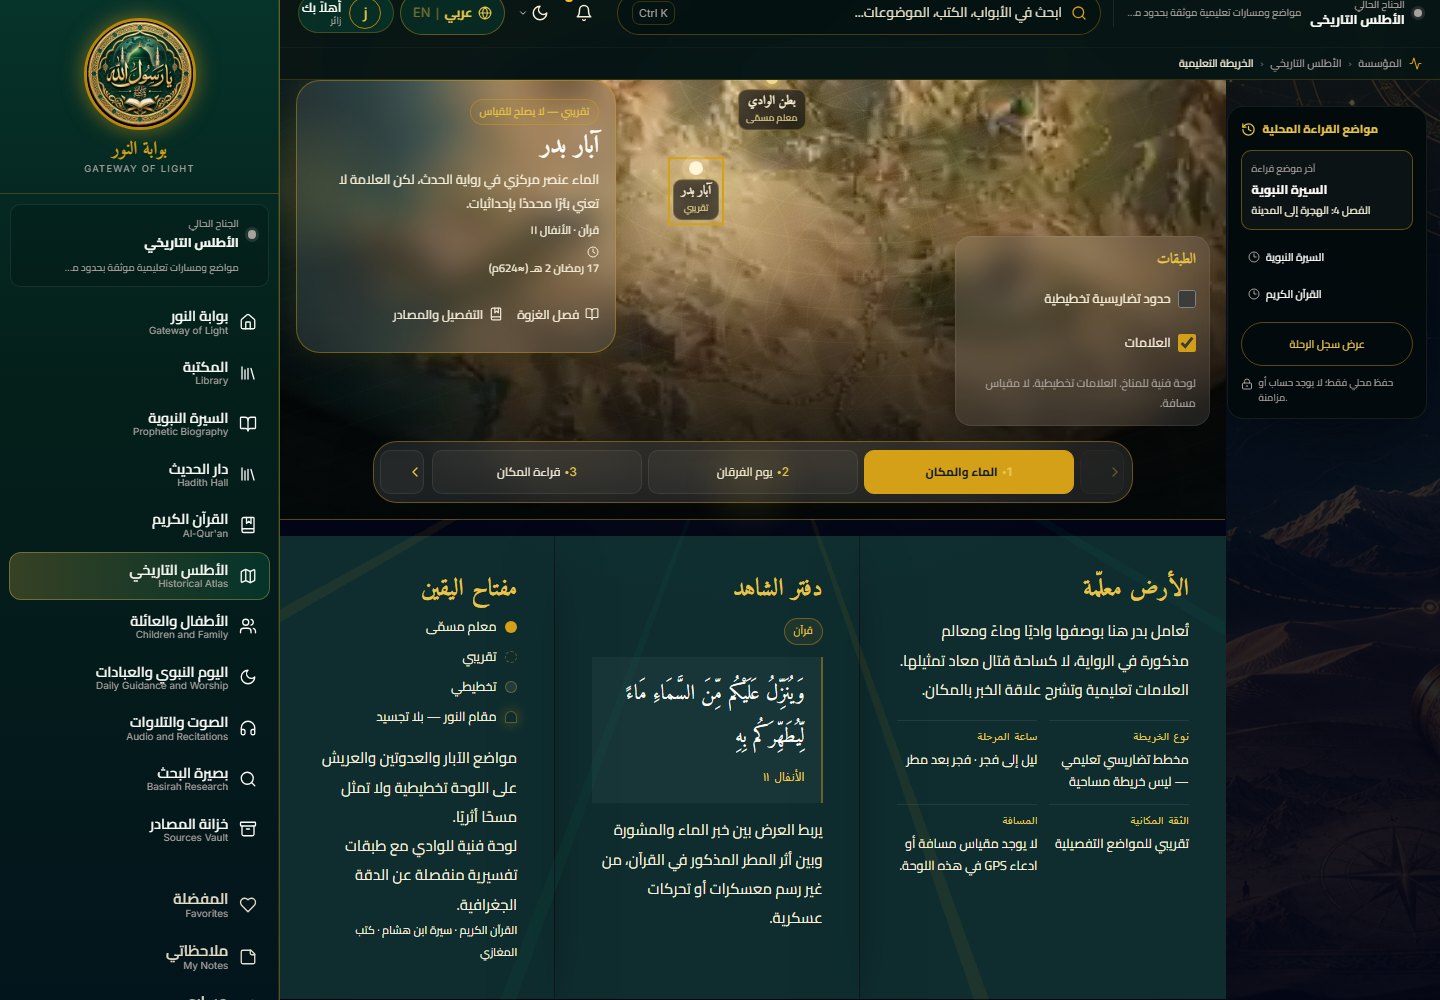 يا رسول الله
بوابة النور
GATEWAY OF LIGHT
الجناح الحالي
الأطلس التاريخي
مواضع ومسارات تعليمية موثقة بحدود مـ...
بوابة النور
Gateway of Light
المكتبة
Library
السيرة النبوية
Prophetic Biography
دار الحديث
Hadith Hall
القرآن الكريم
Al-Qur'an
الأطلس التاريخي
Historical Atlas
الأطفال والعائلة
Children and Family
اليوم النبوي والعبادات
Daily Guidance and Worship
الصوت والتلاوات
Audio and Recitations
بصيرة البحث
Basirah Research
خزانة المصادر
Sources Vault
المفضلة
Favorites
ملاحظاتي
My Notes
الجناح الحالي
الأطلس التاريخي
مواضع ومسارات تعليمية موثقة بحدود مـ...
ابحث في الأبواب، الكتب، الموضوعات...
Ctrl K
عربي | EN
ز
أهلاً بك
زائر
المؤسسة ‹ الأطلس التاريخي ‹ الخريطة التعليمية
مواضع القراءة المحلية
آخر موضع قراءة
السيرة النبوية
الفصل 4: الهجرة إلى المدينة
السيرة النبوية
القرآن الكريم
عرض سجل الرحلة
حفظ محلي فقط؛ لا يوجد حساب أو
مزامنة.
بطن الوادي
معلم مسمّى
آبار بدر
تقريبي
تقريبي — لا يصلح للقياس
آبار بدر
الماء عنصر مركزي في رواية الحدث، لكن العلامة لا
تعني بئرًا محددًا بإحداثيات.
قرآن · الأنفال ١١
17 رمضان 2 هـ (≈624م)
فصل الغزوة
التفصيل والمصادر
الطبقات
حدود تضاريسية تخطيطية
العلامات
لوحة فنية للمناخ. العلامات تخطيطية. لا مقياس
مسافة.
1• الماء والمكان
2• يوم الفرقان
3• قراءة المكان
الأرض معلّمة
تُعامل بدر هنا بوصفها واديًا وماءً ومعالم
مذكورة في الرواية، لا كساحة قتال معاد تمثيلها.
العلامات تعليمية وتشرح علاقة الخبر بالمكان.
نوع الخريطة
مخطط تضاريسي تعليمي
— ليس خريطة مساحية
ساعة المرحلة
ليل إلى فجر · فجر بعد مطر
الثقة المكانية
تقريبي للمواضع التفصيلية
المسافة
لا يوجد مقياس مسافة أو
ادعاء GPS في هذه اللوحة.
دفتر الشاهد
قرآن
وَيُنَزِّلُ عَلَيْكُم مِّنَ السَّمَاءِ مَاءً
لِّيُطَهِّرَكُم بِهِ
الأنفال ١١
يربط العرض بين خبر الماء والمشورة
وبين أثر المطر المذكور في القرآن، من
غير رسم معسكرات أو تحركات
عسكرية.
مفتاح اليقين
معلم مسمّى
تقريبي
تخطيطي
مقام النور — بلا تجسيد
مواضع الآبار والعدوتين والعريش
على اللوحة تخطيطية ولا تمثل
مسحًا أثريًا.
لوحة فنية للوادي مع طبقات
تفسيرية منفصلة عن الدقة
الجغرافية.
القرآن الكريم · سيرة ابن هشام · كتب
المغازي